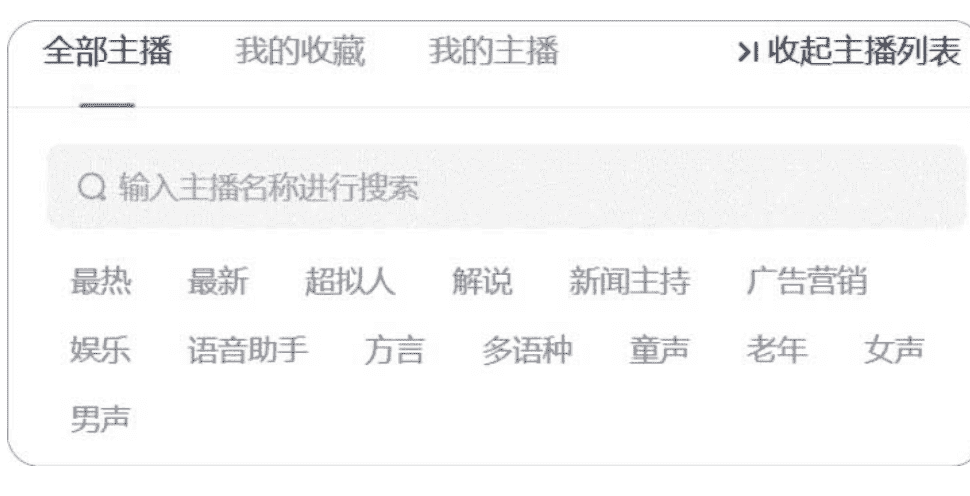 全部主播 我的收藏 我的主播 收起主播列表
输入主播名称进行搜索
最热 最新 超拟人 解说 新闻主持 广告营销
娱乐 语音助手 方言 多语种 童声 老年 女声
男声